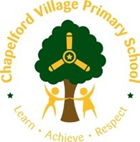 Chapelford Village Primary School
Learn · Achieve · Respect